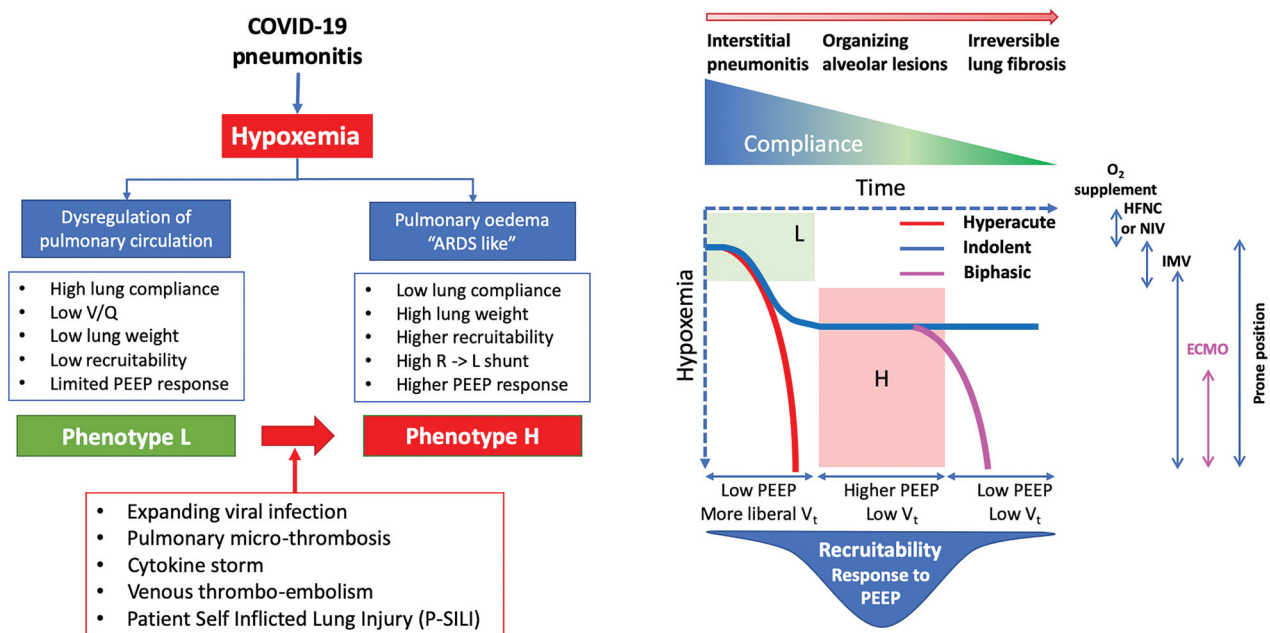 COVID-19
pneumonitis
Hypoxemia
Dysregulation of
pulmonary circulation
Pulmonary oedema
“ARDS like”
• High lung compliance
• Low V/Q
• Low lung weight
• Low recruitability
• Limited PEEP response
• Low lung compliance
• High lung weight
• Higher recruitability
• High R -> L shunt
• Higher PEEP response
Phenotype L
Phenotype H
• Expanding viral infection
• Pulmonary micro-thrombosis
• Cytokine storm
• Venous thrombo-embolism
• Patient Self Inflicted Lung Injury (P-SILI)
Interstitial
pneumonitis
Organizing
alveolar lesions
Irreversible
lung fibrosis
Compliance
Time
Hypoxemia
L
Hyperacute
Indolent
Biphasic
H
O₂
supplement
HFNC
or NIV
IMV
ECMO
Prone position
Low PEEP
More liberal Vₜ
Higher PEEP
Low Vₜ
Low PEEP
Low Vₜ
Recruitability
Response to
PEEP